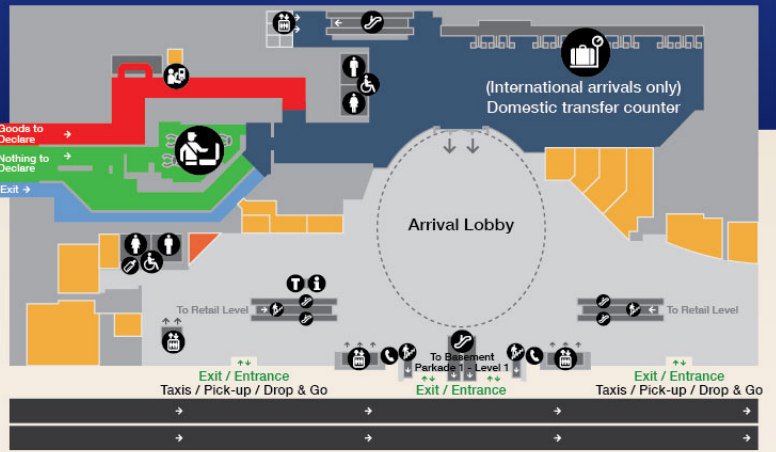 (International arrivals only)
Domestic transfer counter
Goods to
Declare
Nothing to
Declare
Exit
Arrival Lobby
T i
To Retail Level
To Retail Level
To Basement
Parkade 1 - Level 1
Exit / Entrance
Taxis / Pick-up / Drop & Go
Exit / Entrance
Exit / Entrance
Taxis / Pick-up / Drop & Go